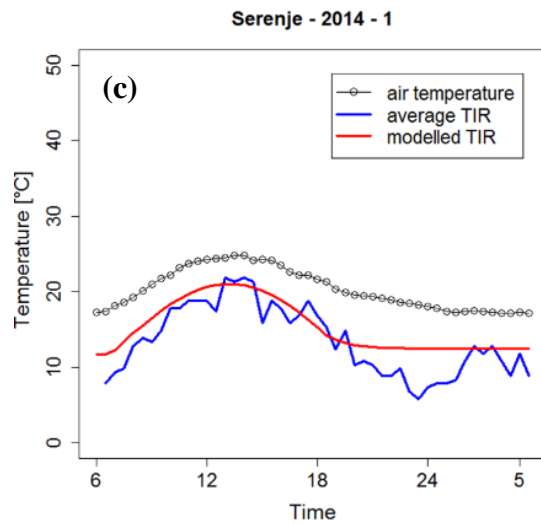 Serenje - 2014 - 1
(c)
air temperature
average TIR
modelled TIR
Temperature [°C]
50
40
30
20
10
0
6 12 18 24 5
Time